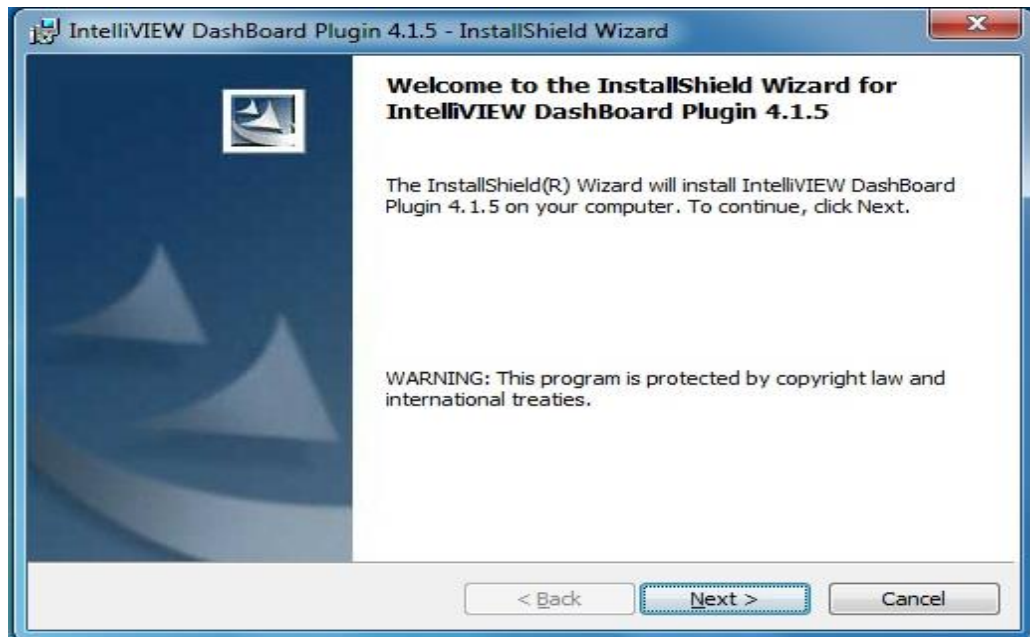 IntelliVIEW DashBoard Plugin 4.1.5 - InstallShield Wizard
Welcome to the InstallShield Wizard for
IntelliVIEW DashBoard Plugin 4.1.5
The InstallShield(R) Wizard will install IntelliVIEW DashBoard
Plugin 4.1.5 on your computer. To continue, click Next.
WARNING: This program is protected by copyright law and
international treaties.
< Back
Next >
Cancel